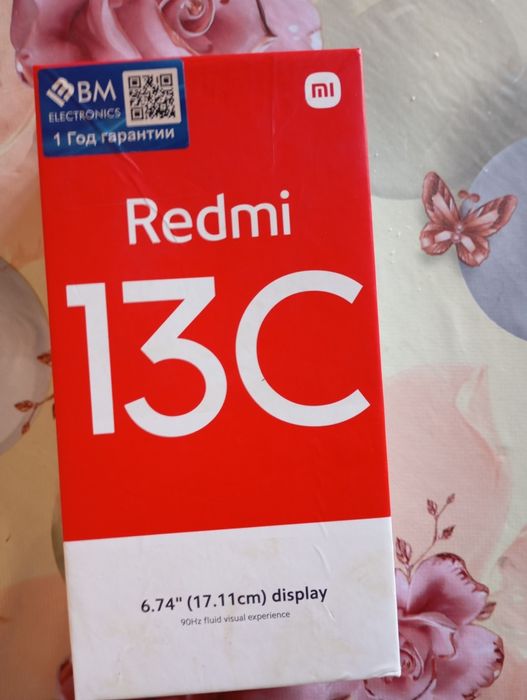 BM
ELECTRONICS
1 Год гарантии
mi
Redmi
13C
6.74" (17.11cm) display
90Hz fluid visual experience